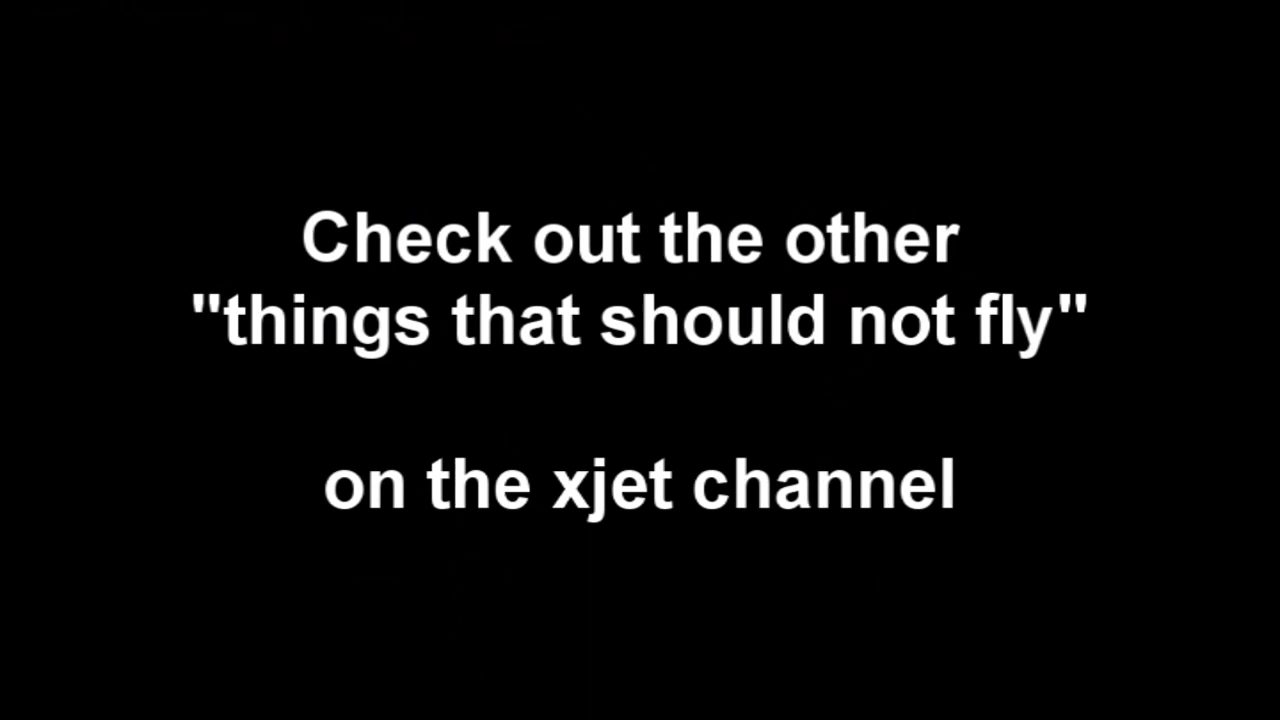 Check out the other
"things that should not fly"
on the xjet channel